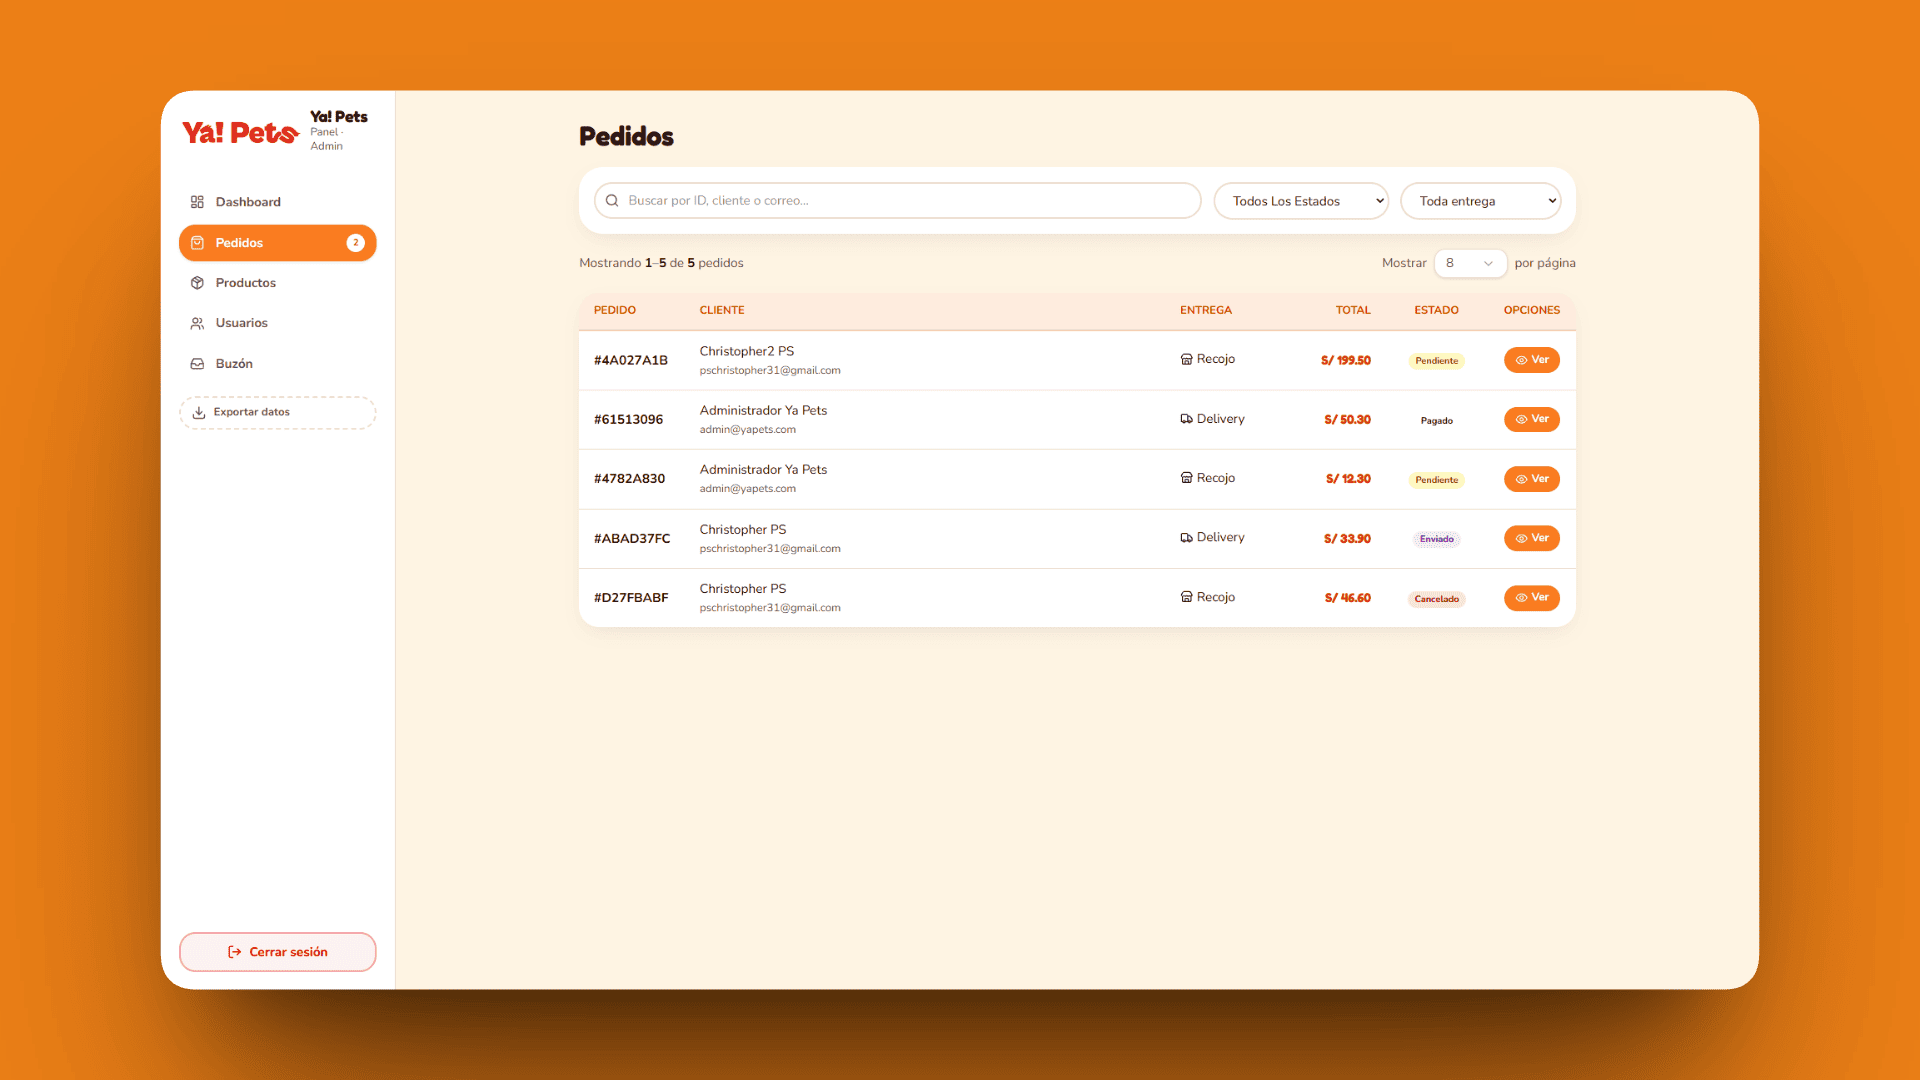 Ya! Pets
Ya! Pets
Panel ·
Admin
Dashboard
Pedidos 2
Productos
Usuarios
Buzón
Exportar datos
Cerrar sesión
Pedidos
Buscar por ID, cliente o correo...
Todos Los Estados
Toda entrega
Mostrando 1–5 de 5 pedidos
Mostrar 8 por página
PEDIDO CLIENTE ENTREGA TOTAL ESTADO OPCIONES
#4A027A1B Christopher2 PS Recojo S/ 199.50 Pendiente Ver
pschristopher31@gmail.com
#61513096 Administrador Ya Pets Delivery S/ 50.30 Pagado Ver
admin@yapets.com
#4782A830 Administrador Ya Pets Recojo S/ 12.30 Pendiente Ver
admin@yapets.com
#ABAD37FC Christopher PS Delivery S/ 33.90 Enviado Ver
pschristopher31@gmail.com
#D27FBABF Christopher PS Recojo S/ 46.60 Cancelado Ver
pschristopher31@gmail.com